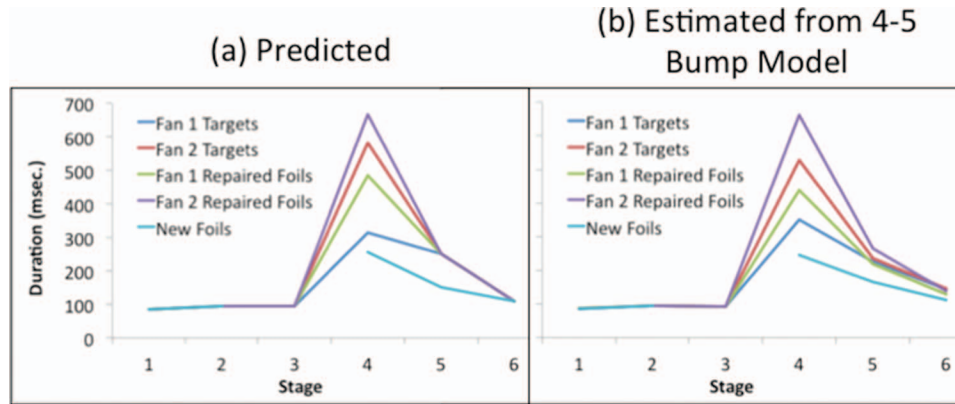 (a) Predicted
(b) Estimated from 4-5
Bump Model
Duration (msec.)
700
600
500
400
300
200
100
0
Fan 1 Targets
Fan 2 Targets
Fan 1 Repaired Foils
Fan 2 Repaired Foils
New Foils
1 2 3 4 5 6
Stage
Fan 1 Targets
Fan 2 Targets
Fan 1 Repaired Foils
Fan 2 Repaired Foils
New Foils
1 2 3 4 5 6
Stage